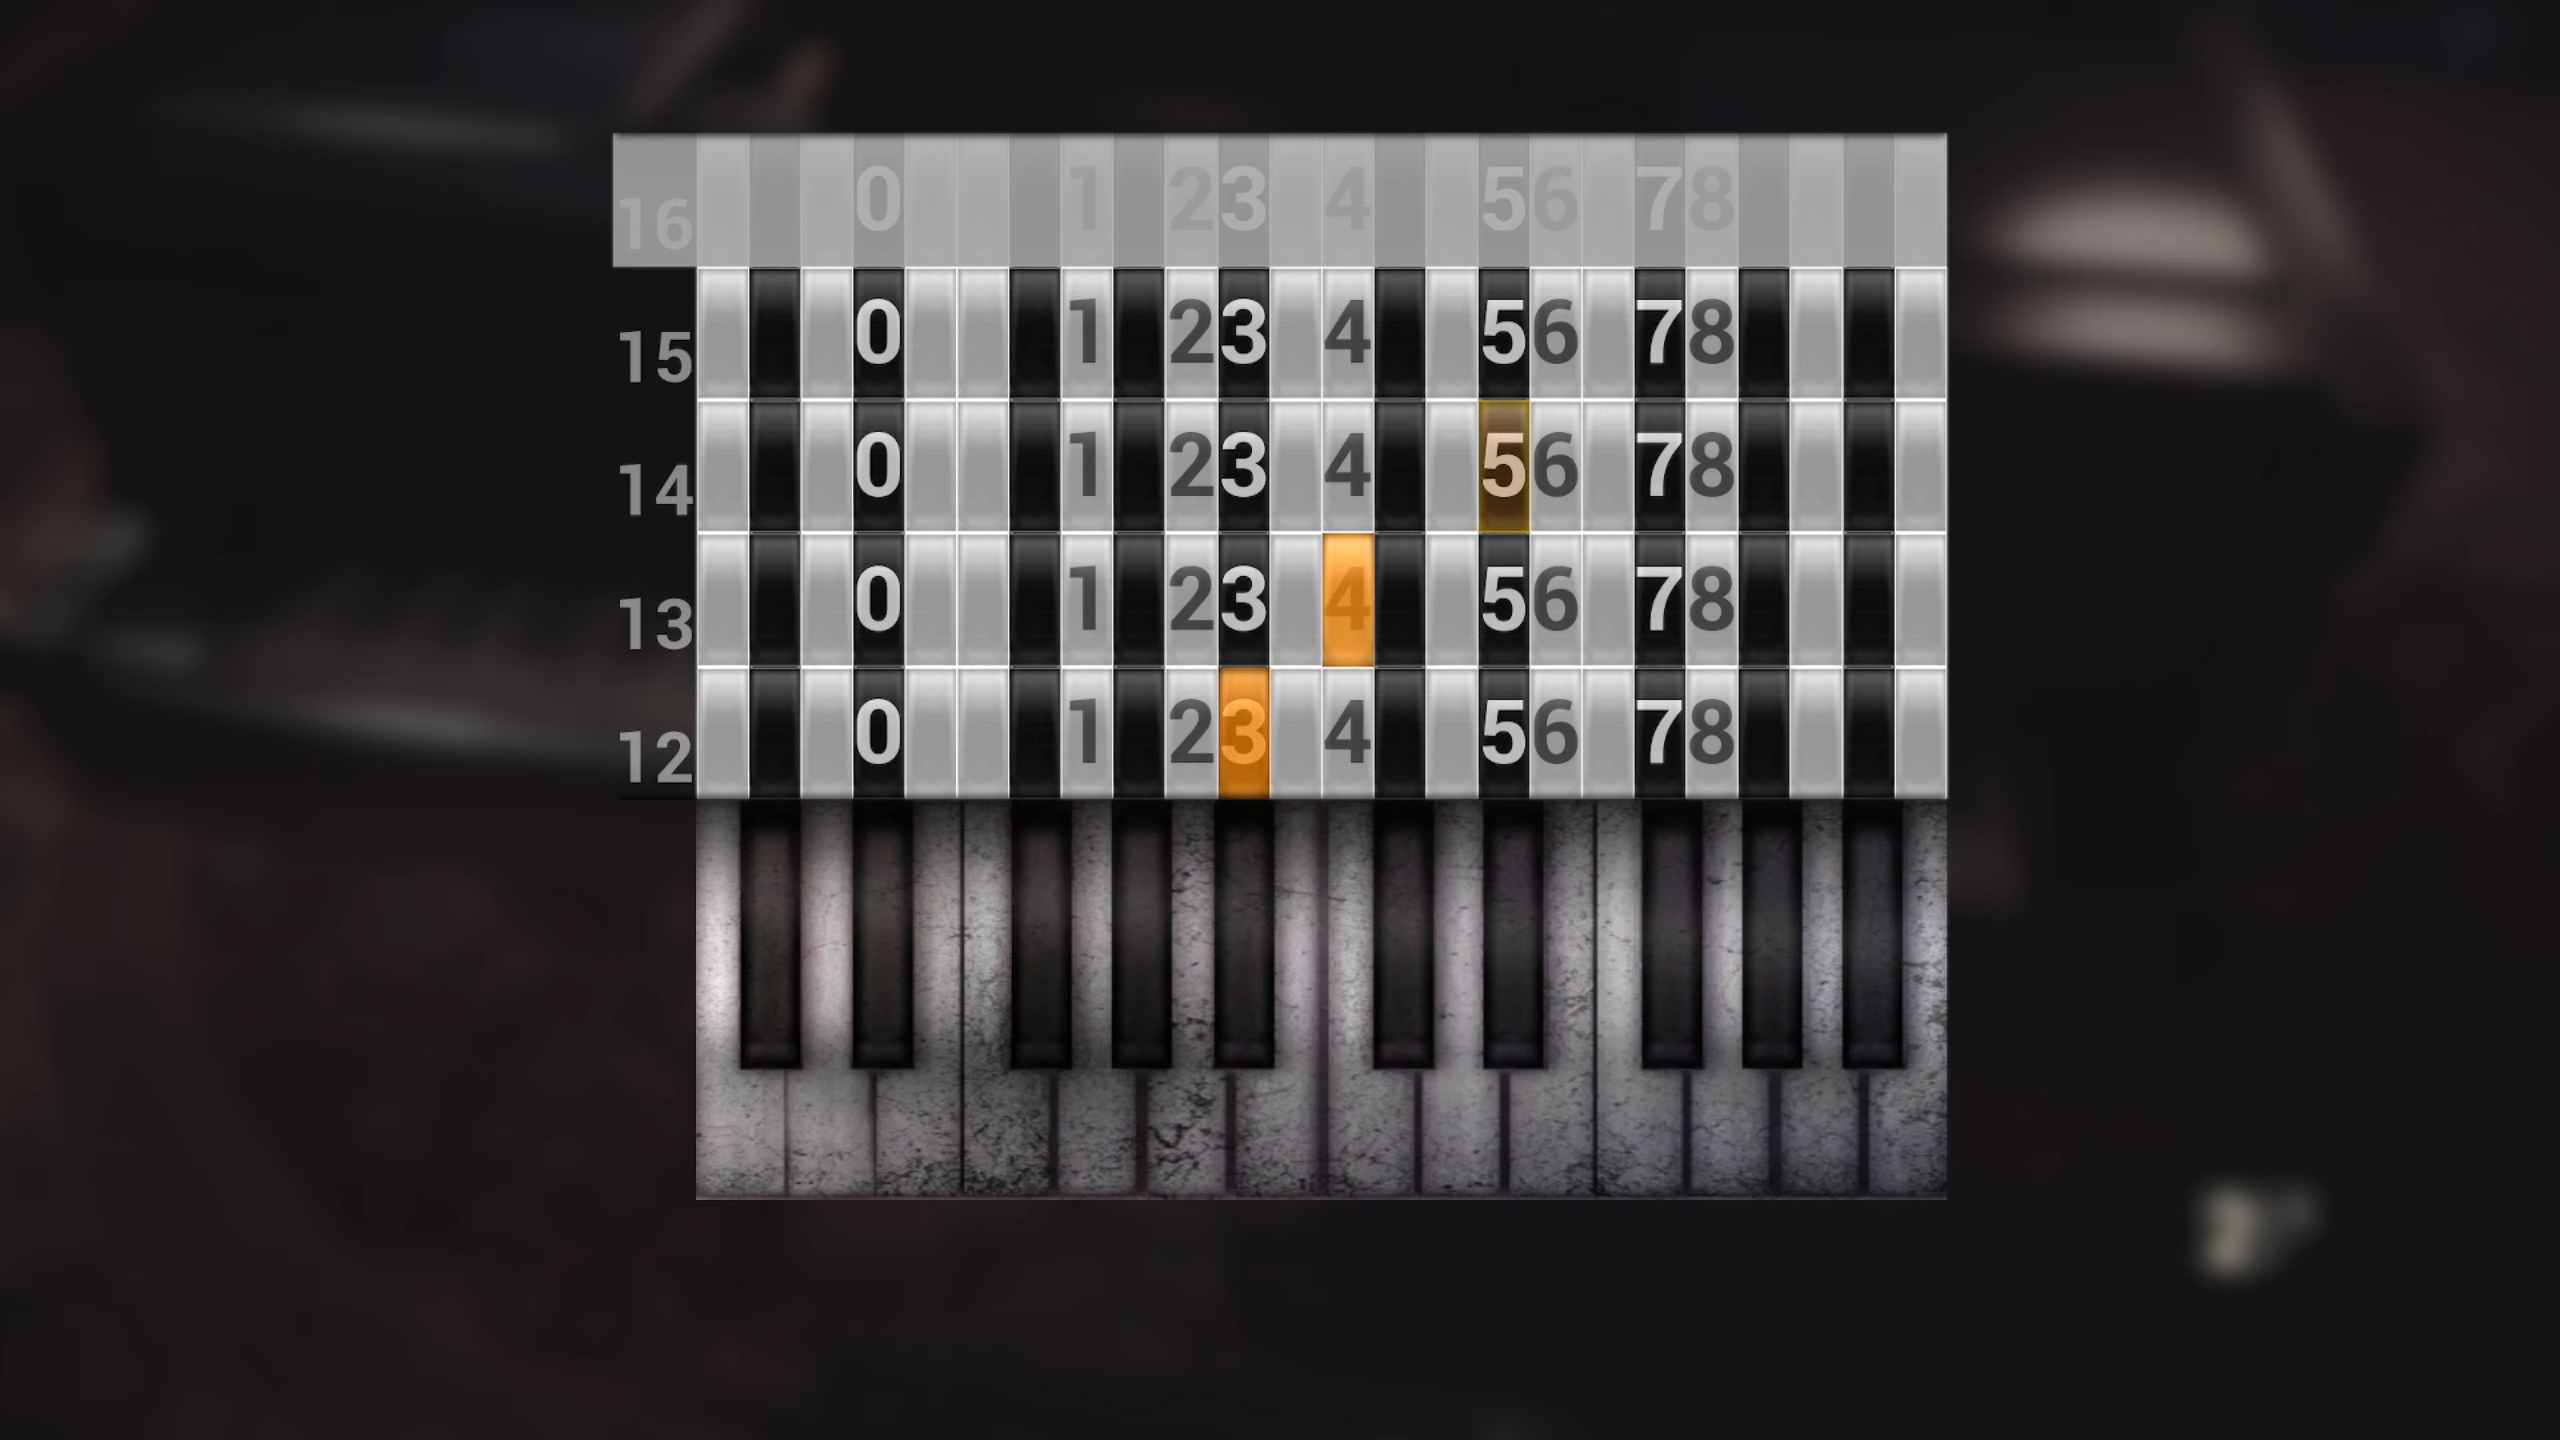 16 0 1 2 3 4 5 6 7 8
15 0 1 2 3 4 5 6 7 8
14 0 1 2 3 4 5 6 7 8
13 0 1 2 3 4 5 6 7 8
12 0 1 2 3 4 5 6 7 8